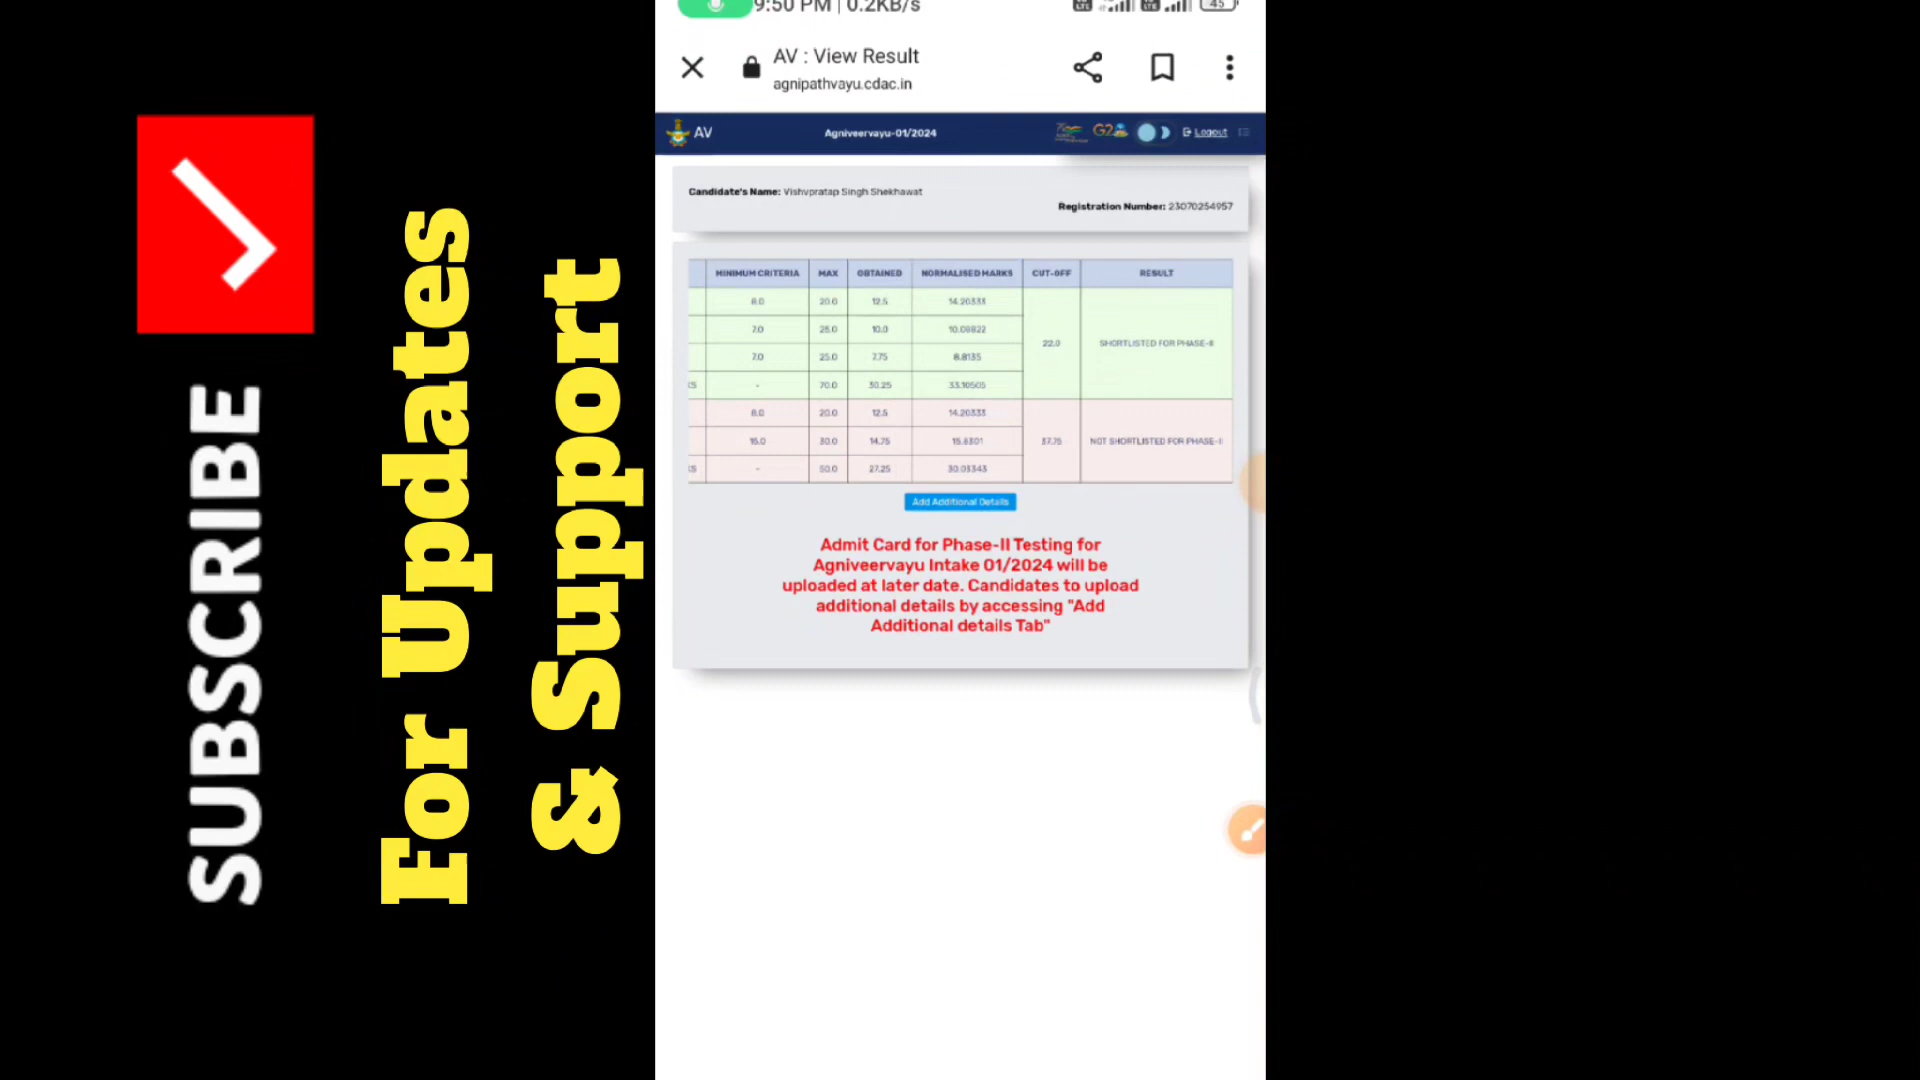 SUBSCRIBE
For Updates
& Support
9:50 PM | 0.2KB/s
45
AV : View Result
agnipathvayu.cdac.in
AV
Agniveervayu-01/2024
Logout
Candidate's Name: Vishvpratap Singh Shekhawat
Registration Number: 23070254957
MINIMUM CRITERIA MAX OBTAINED NORMALISED MARKS CUT-OFF RESULT
8.0 20.0 12.5 14.20333
7.0 25.0 10.0 10.09822
22.0 SHORTLISTED FOR PHASE-II
7.0 25.0 7.75 8.8135
- 70.0 30.25 33.10505
8.0 20.0 12.5 14.20333
15.0 30.0 14.75 15.8301 37.75 NOT SHORTLISTED FOR PHASE-II
- 50.0 27.25 30.03343
Add Additional Details
Admit Card for Phase-II Testing for
Agniveervayu Intake 01/2024 will be
uploaded at later date. Candidates to upload
additional details by accessing "Add
Additional details Tab"